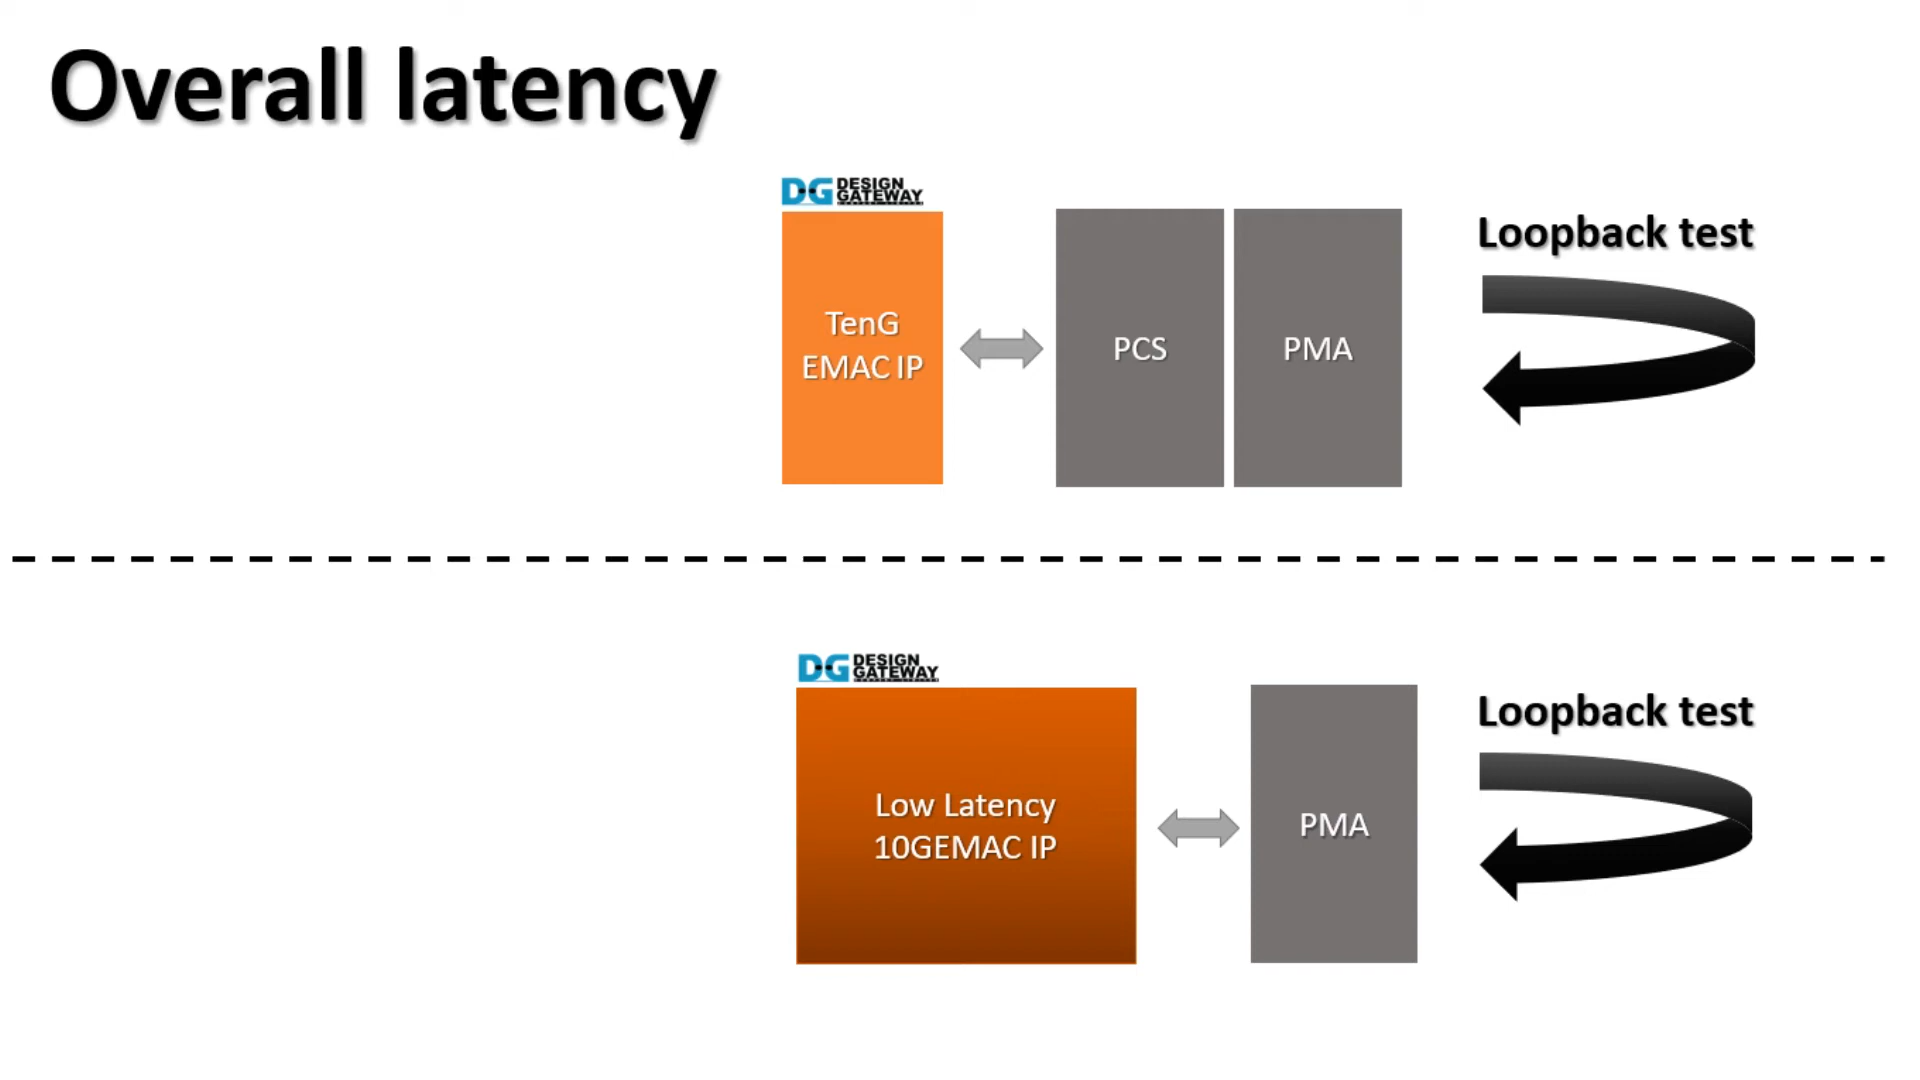 Overall latency
DG DESIGN
GATEWAY
TenG
EMAC IP
PCS
PMA
Loopback test
DG DESIGN
GATEWAY
Low Latency
10GEMAC IP
PMA
Loopback test